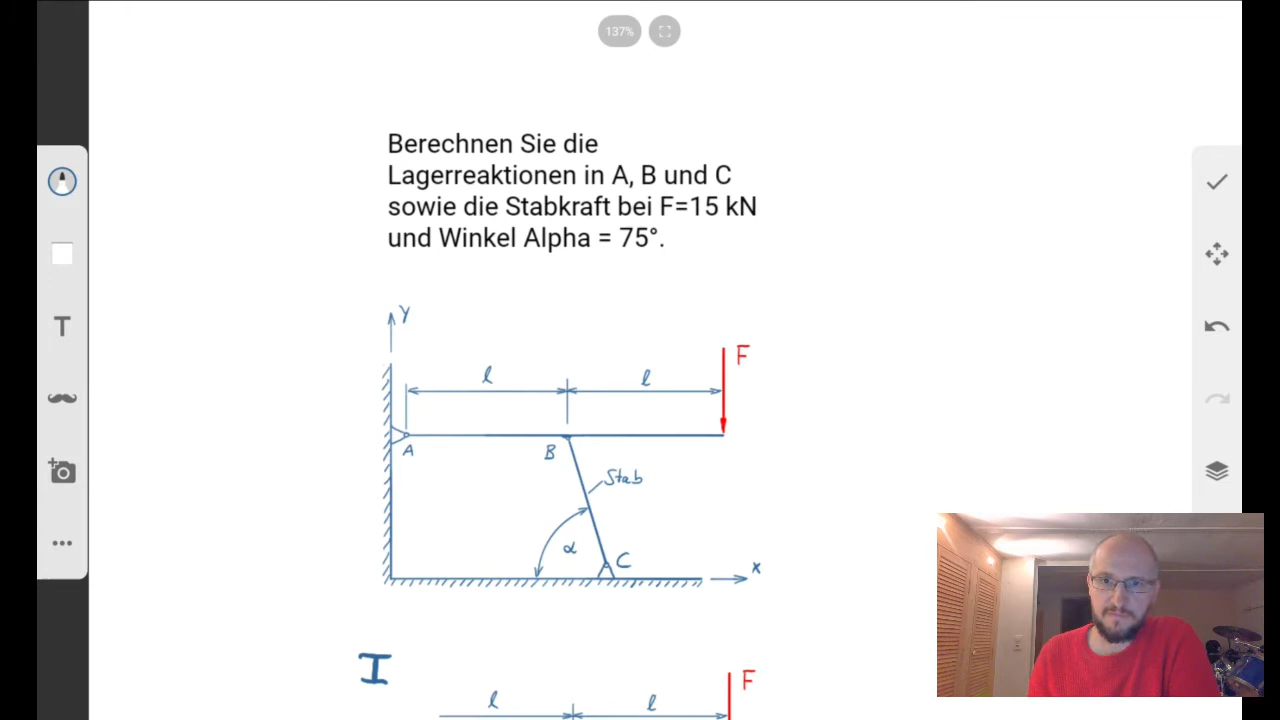 137%
Berechnen Sie die
Lagerreaktionen in A, B und C
sowie die Stabkraft bei F=15 kN
und Winkel Alpha = 75°.
Y
F
l
l
A
B
Stab
α
C
x
I
F
l
l
T